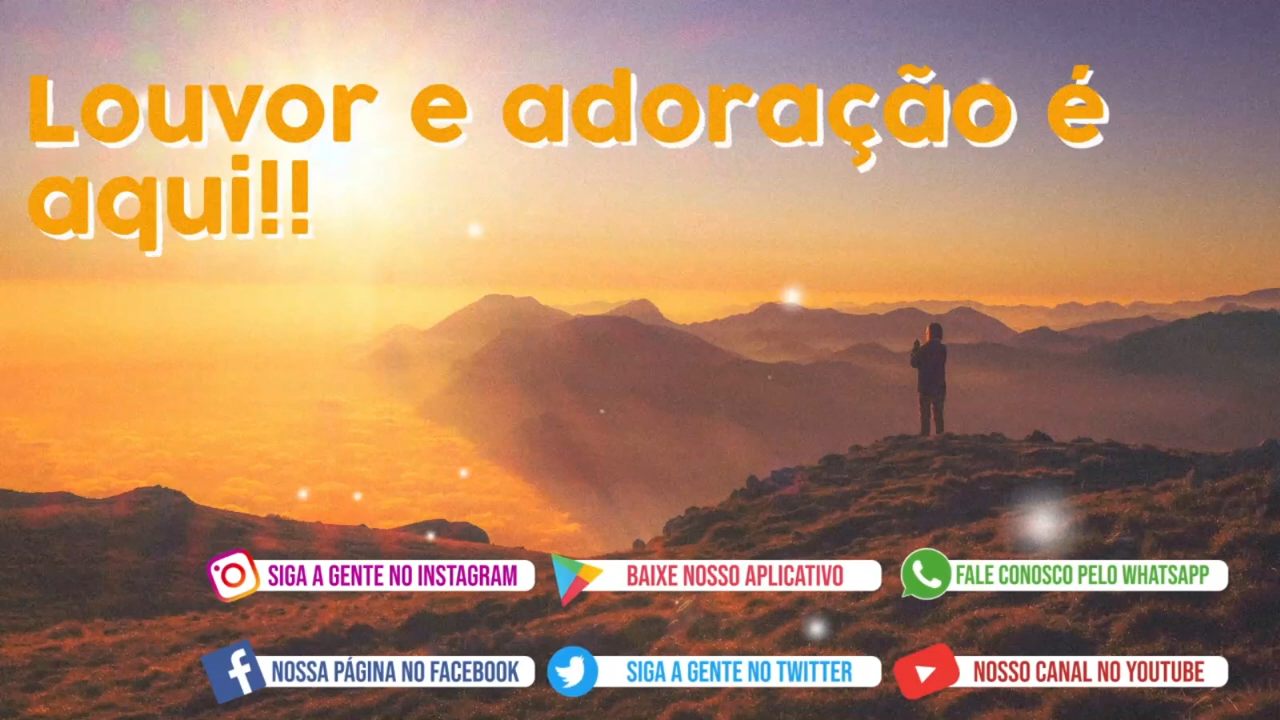 Louvor e adoração é
aqui!!
SIGA A GENTE NO INSTAGRAM
BAIXE NOSSO APLICATIVO
FALE CONOSCO PELO WHATSAPP
NOSSA PÁGINA NO FACEBOOK
SIGA A GENTE NO TWITTER
NOSSO CANAL NO YOUTUBE